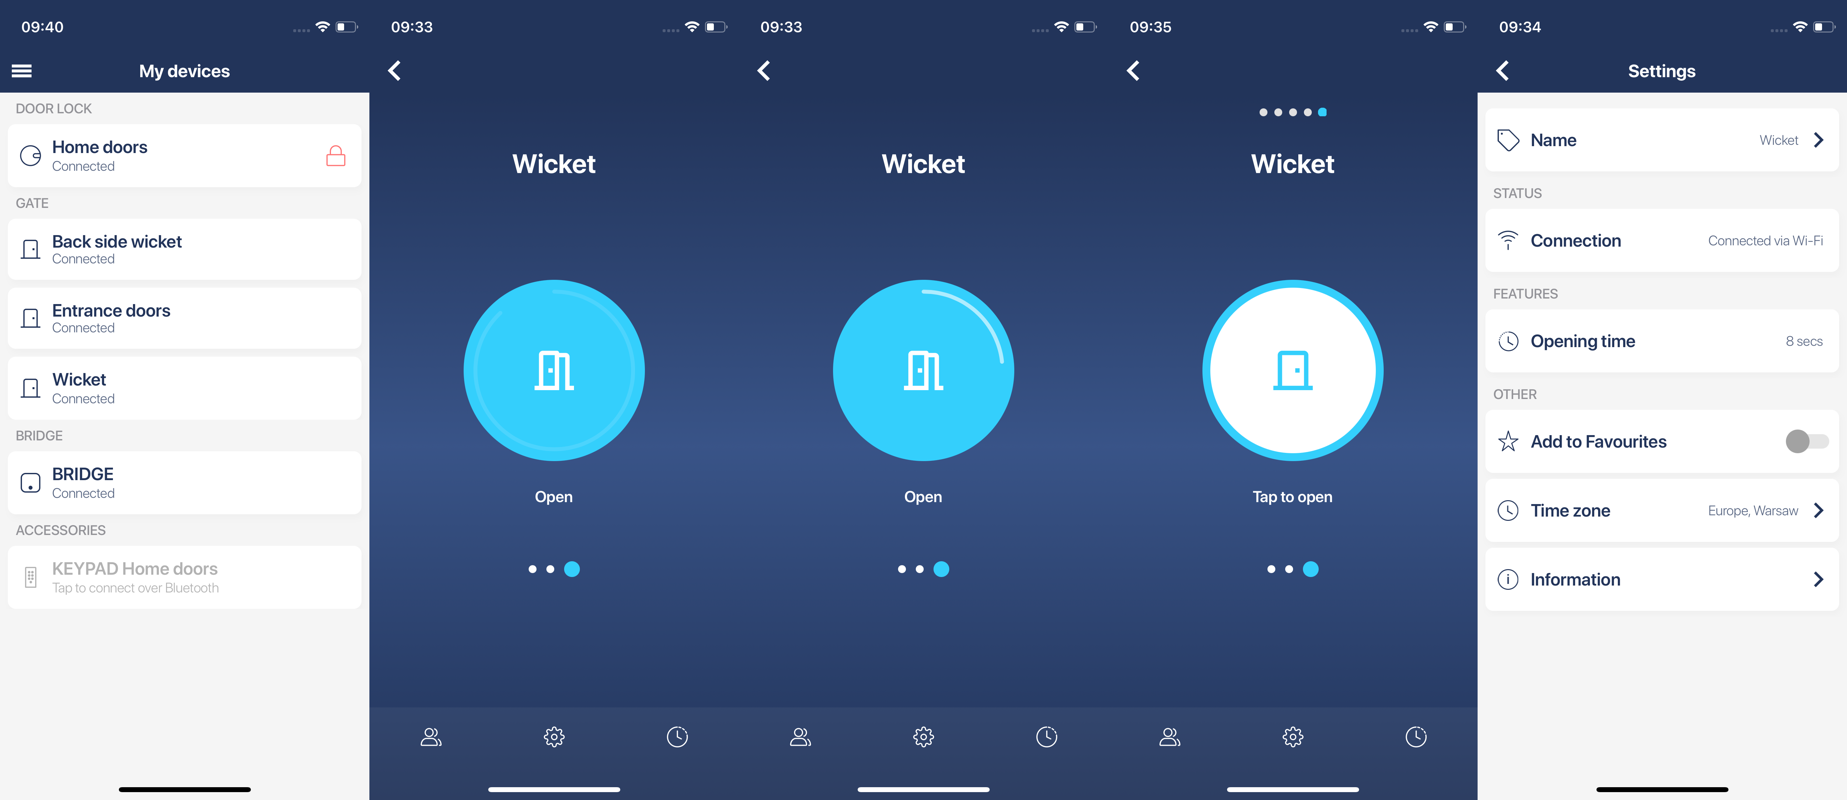 09:40
My devices
DOOR LOCK
Home doors
Connected
GATE
Back side wicket
Connected
Entrance doors
Connected
Wicket
Connected
BRIDGE
BRIDGE
Connected
ACCESSORIES
KEYPAD Home doors
Tap to connect over Bluetooth
09:33
Wicket
Open
09:33
Wicket
Open
09:35
Wicket
Tap to open
09:34
Settings
Name
Wicket
STATUS
Connection
Connected via Wi-Fi
FEATURES
Opening time
8 secs
OTHER
Add to Favourites
Time zone
Europe, Warsaw
Information